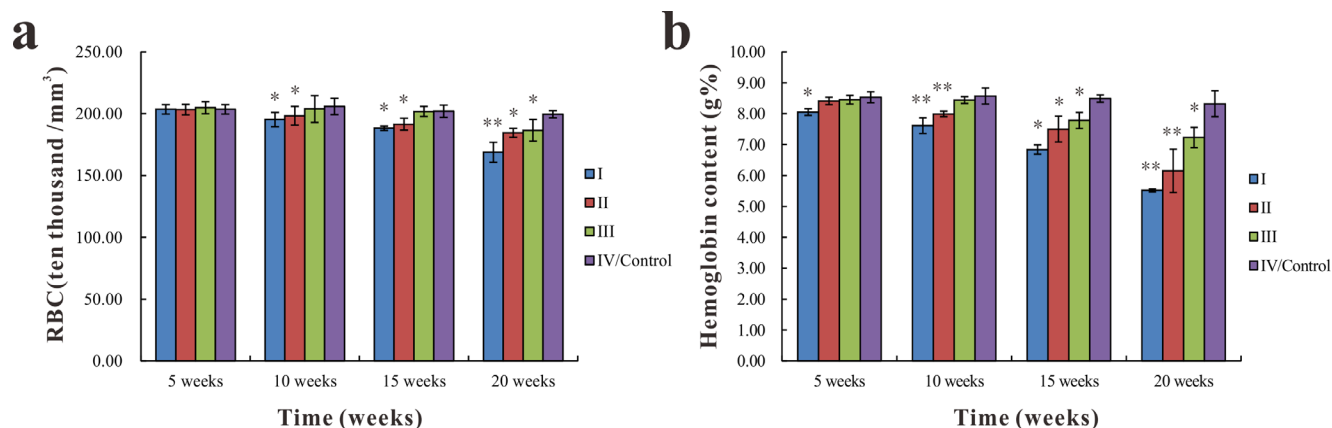 a
250.00
200.00
150.00
100.00
50.00
0.00
RBC(ten thousand /mm³)
* * * * ** * *
5 weeks 10 weeks 15 weeks 20 weeks
Time (weeks)
I
II
III
IV/Control
b
10.00
9.00
8.00
7.00
6.00
5.00
4.00
3.00
2.00
1.00
0.00
Hemoglobin content (g%)
* ** ** * * * ** ** *
5 weeks 10 weeks 15 weeks 20 weeks
Time (weeks)
I
II
III
IV/Control